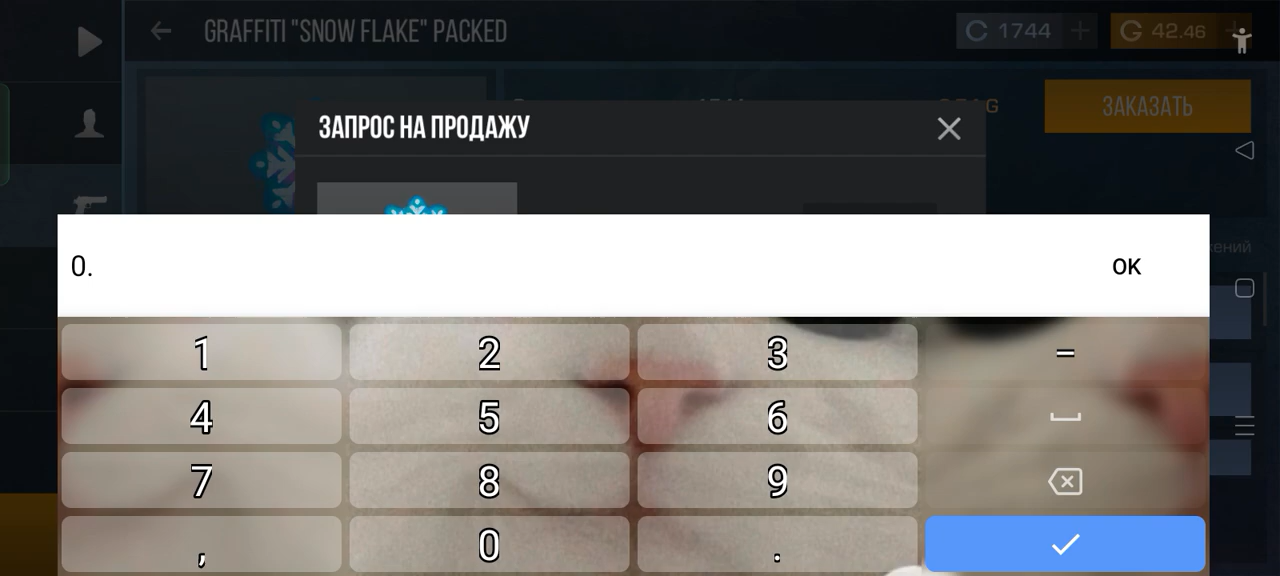 GRAFFITI "SNOW FLAKE" PACKED
C 1744 +
G 42.46 +
ЗАКАЗАТЬ
ЗАПРОС НА ПРОДАЖУ
0.
OK
1 2 3 –
4 5 6
7 8 9
, 0 .